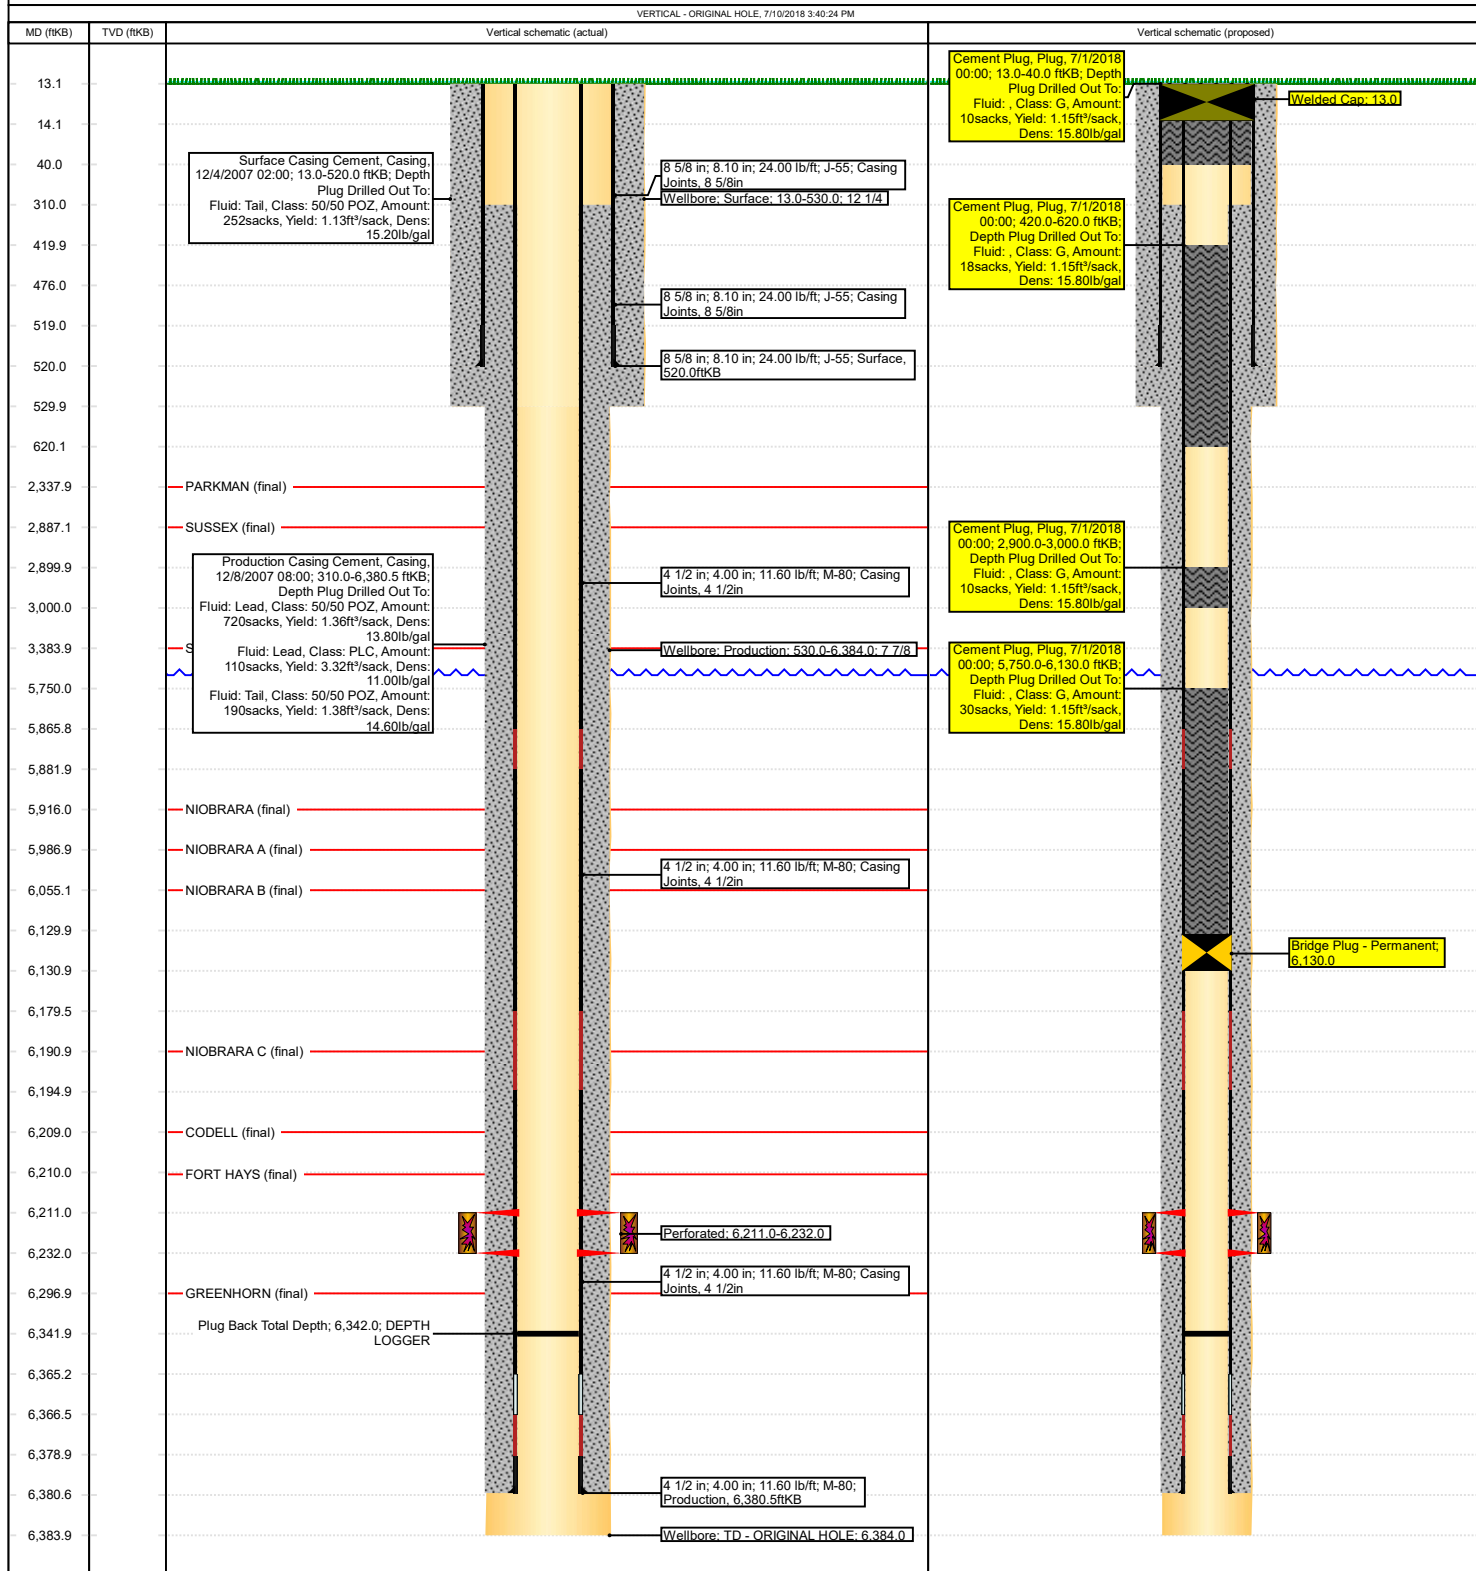 VERTICAL - ORIGINAL HOLE, 7/10/2018 3:40:24 PM
MD (ftKB)
TVD (ftKB)
Vertical schematic (actual)
Vertical schematic (proposed)
13.1
14.1
40.0
310.0
419.9
476.0
519.0
520.0
529.9
620.1
2,337.9
2,887.1
2,899.9
3,000.0
3,383.9
5,750.0
5,865.8
5,881.9
5,916.0
5,986.9
6,055.1
6,129.9
6,130.9
6,179.5
6,190.9
6,194.9
6,209.0
6,210.0
6,211.0
6,232.0
6,296.9
6,341.9
6,365.2
6,366.5
6,378.9
6,380.6
6,383.9
Surface Casing Cement, Casing,
12/4/2007 02:00; 13.0-520.0 ftKB; Depth
Plug Drilled Out To:
Fluid: Tail, Class: 50/50 POZ, Amount:
252sacks, Yield: 1.13ft³/sack, Dens:
15.20lb/gal
PARKMAN (final)
SUSSEX (final)
Production Casing Cement, Casing,
12/8/2007 08:00; 310.0-6,380.5 ftKB;
Depth Plug Drilled Out To:
Fluid: Lead, Class: 50/50 POZ, Amount:
720sacks, Yield: 1.36ft³/sack, Dens:
13.80lb/gal
Fluid: Lead, Class: PLC, Amount:
110sacks, Yield: 3.32ft³/sack, Dens:
11.00lb/gal
Fluid: Tail, Class: 50/50 POZ, Amount:
190sacks, Yield: 1.38ft³/sack, Dens:
14.60lb/gal
S
NIOBRARA (final)
NIOBRARA A (final)
NIOBRARA B (final)
NIOBRARA C (final)
CODELL (final)
FORT HAYS (final)
GREENHORN (final)
Plug Back Total Depth; 6,342.0; DEPTH
LOGGER
8 5/8 in; 8.10 in; 24.00 lb/ft; J-55; Casing
Joints, 8 5/8in
Wellbore; Surface; 13.0-530.0; 12 1/4
8 5/8 in; 8.10 in; 24.00 lb/ft; J-55; Casing
Joints, 8 5/8in
8 5/8 in; 8.10 in; 24.00 lb/ft; J-55; Surface,
520.0ftKB
4 1/2 in; 4.00 in; 11.60 lb/ft; M-80; Casing
Joints, 4 1/2in
Wellbore; Production; 530.0-6,384.0; 7 7/8
4 1/2 in; 4.00 in; 11.60 lb/ft; M-80; Casing
Joints, 4 1/2in
Perforated; 6,211.0-6,232.0
4 1/2 in; 4.00 in; 11.60 lb/ft; M-80; Casing
Joints, 4 1/2in
4 1/2 in; 4.00 in; 11.60 lb/ft; M-80;
Production, 6,380.5ftKB
Wellbore; TD - ORIGINAL HOLE; 6,384.0
Cement Plug, Plug, 7/1/2018
00:00; 13.0-40.0 ftKB; Depth
Plug Drilled Out To:
Fluid: , Class: G, Amount:
10sacks, Yield: 1.15ft³/sack,
Dens: 15.80lb/gal
Welded Cap; 13.0
Cement Plug, Plug, 7/1/2018
00:00; 420.0-620.0 ftKB;
Depth Plug Drilled Out To:
Fluid: , Class: G, Amount:
18sacks, Yield: 1.15ft³/sack,
Dens: 15.80lb/gal
Cement Plug, Plug, 7/1/2018
00:00; 2,900.0-3,000.0 ftKB;
Depth Plug Drilled Out To:
Fluid: , Class: G, Amount:
10sacks, Yield: 1.15ft³/sack,
Dens: 15.80lb/gal
Cement Plug, Plug, 7/1/2018
00:00; 5,750.0-6,130.0 ftKB;
Depth Plug Drilled Out To:
Fluid: , Class: G, Amount:
30sacks, Yield: 1.15ft³/sack,
Dens: 15.80lb/gal
Bridge Plug - Permanent;
6,130.0